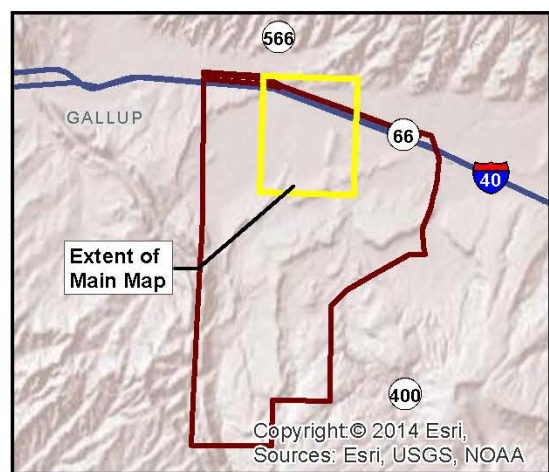 566
GALLUP
66
40
Extent of
Main Map
400
Copyright:© 2014 Esri,
Sources: Esri, USGS, NOAA